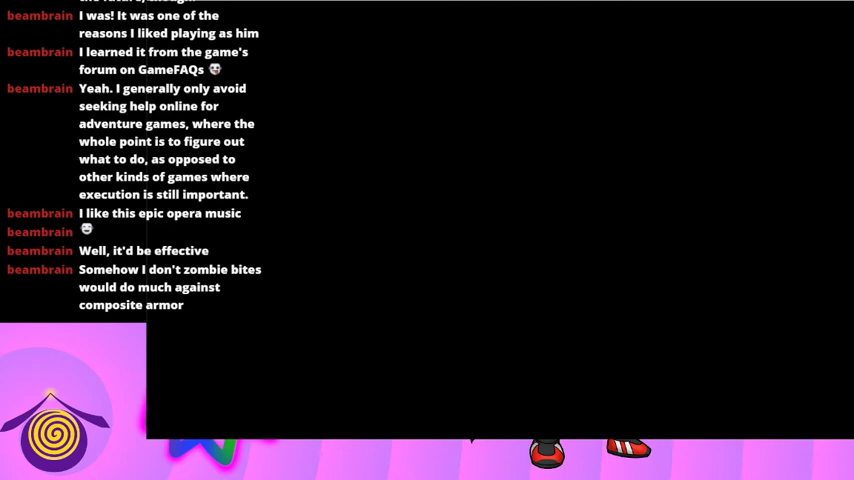 beambrain I was! It was one of the
reasons I liked playing as him
beambrain I learned it from the game's
forum on GameFAQs
beambrain Yeah. I generally only avoid
seeking help online for
adventure games, where the
whole point is to figure out
what to do, as opposed to
other kinds of games where
execution is still important.
beambrain I like this epic opera music
beambrain
beambrain Well, it'd be effective
beambrain Somehow I don't zombie bites
would do much against
composite armor